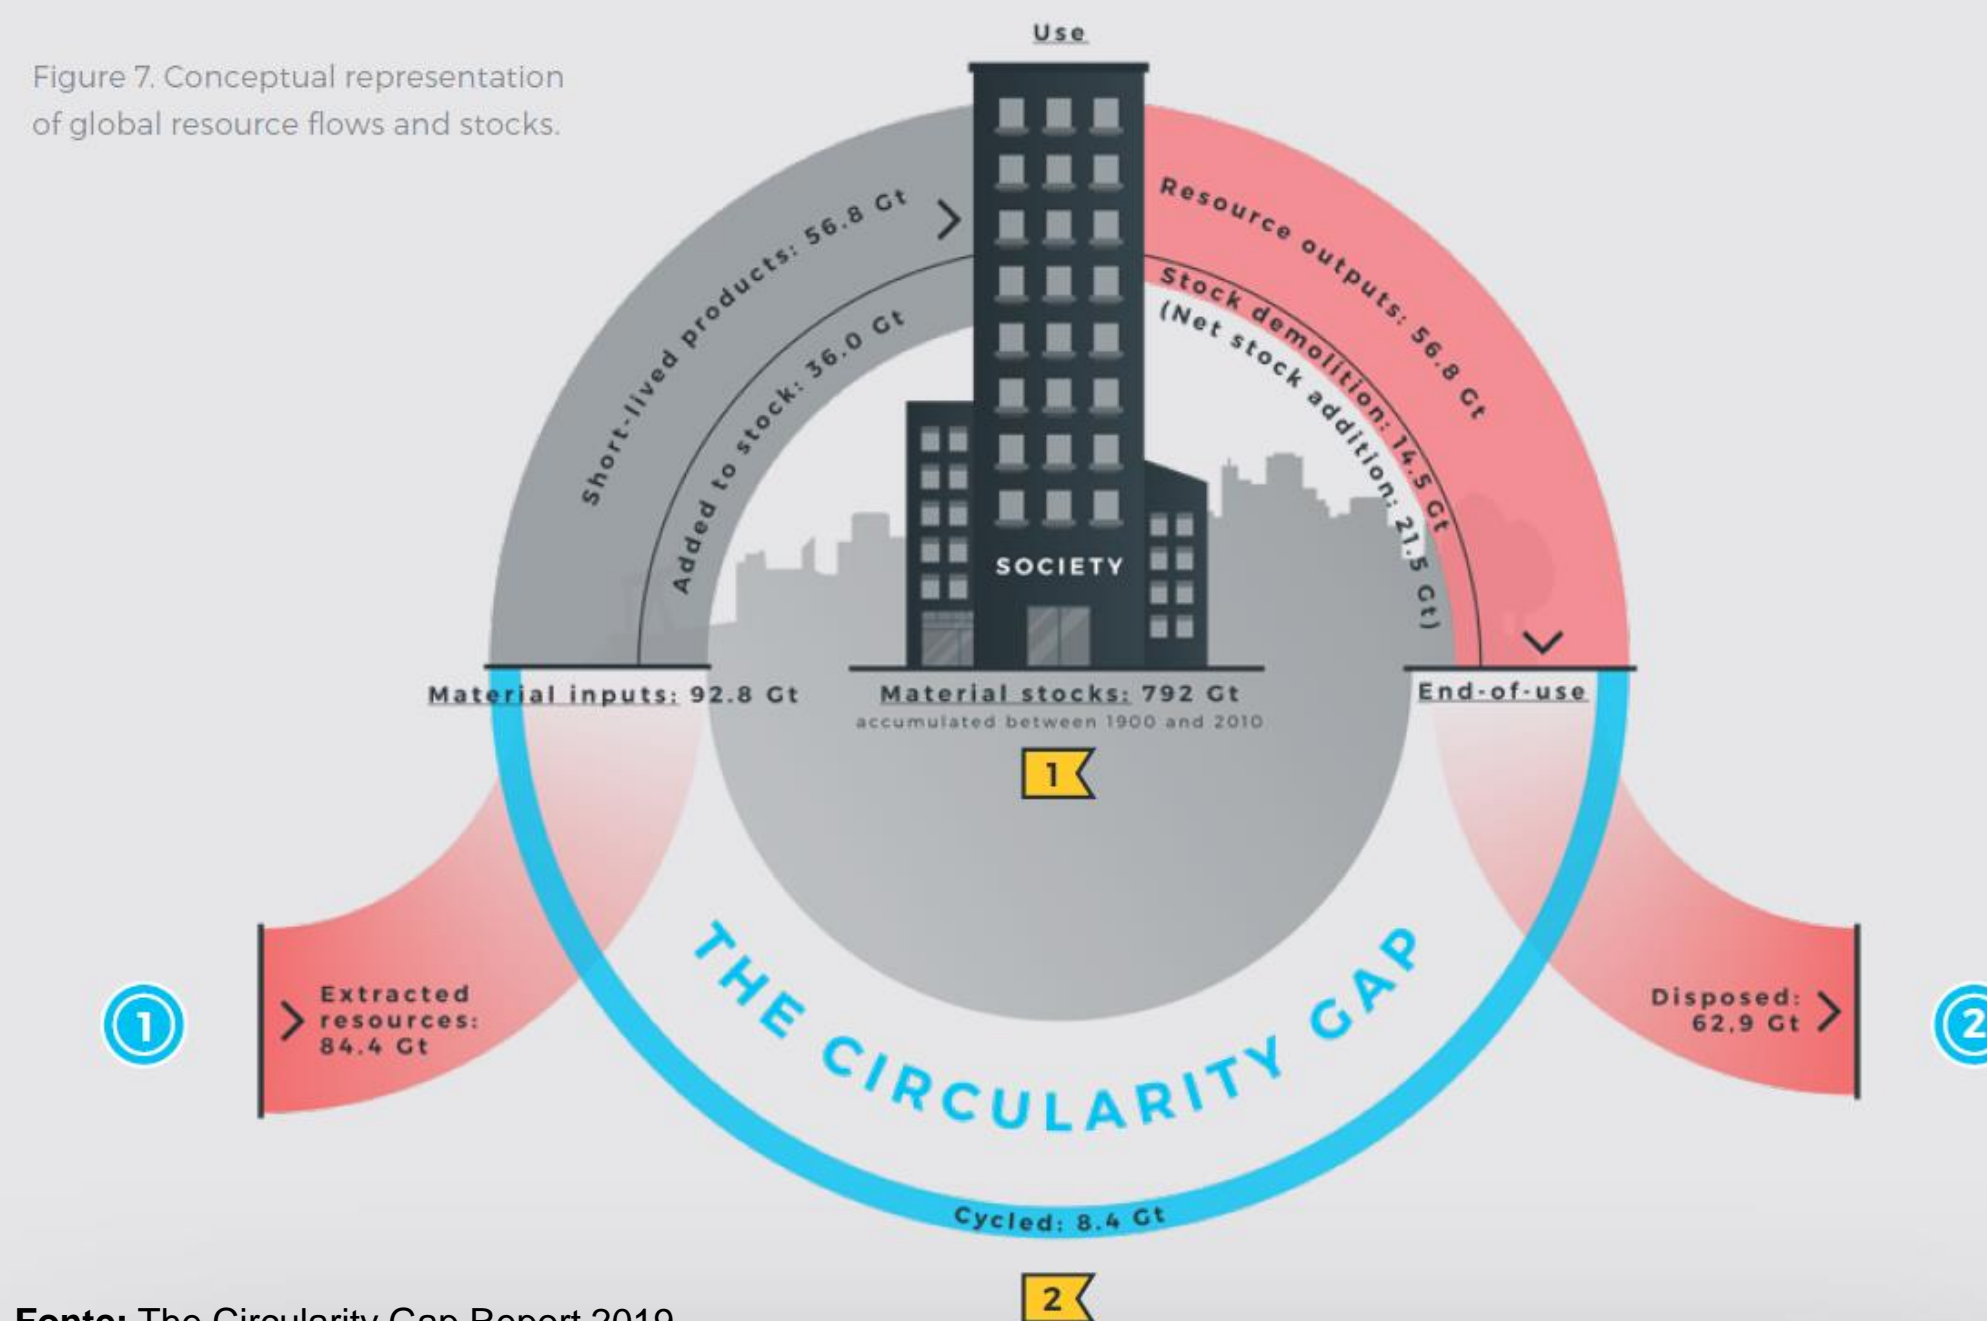 Figure 7. Conceptual representation
of global resource flows and stocks.
Use
Short-lived products: 56.8 Gt
Added to stock: 36.0 Gt
Resource outputs: 56.8 Gt
Stock demolition: 14.5 Gt
(Net stock addition: 21.5 Gt)
SOCIETY
Material inputs: 92.8 Gt
Material stocks: 792 Gt
accumulated between 1900 and 2010
End-of-use
1
THE CIRCULARITY GAP
1
Extracted
resources:
84.4 Gt
Disposed:
62,9 Gt
2
Cycled: 8.4 Gt
2
Fonte: The Circularity Gap Report 2019